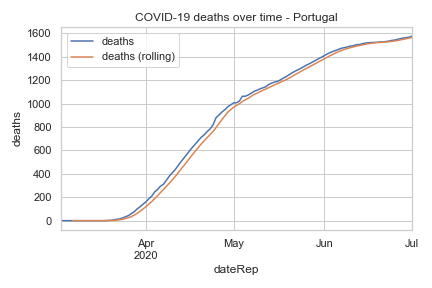 COVID-19 deaths over time - Portugal
deaths
deaths (rolling)
deaths
1600
1400
1200
1000
800
600
400
200
0
Apr
2020
May
Jun
Jul
dateRep